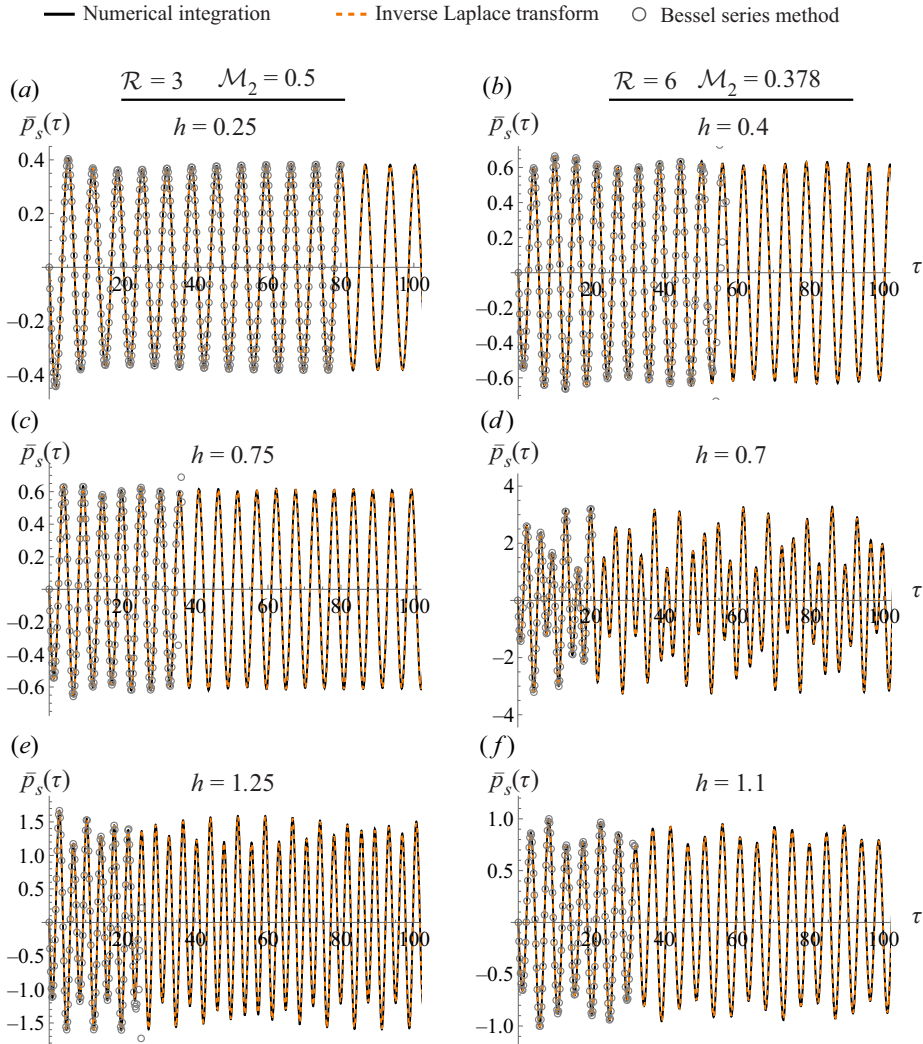 Numerical integration Inverse Laplace transform Bessel series method
(a) ℛ = 3 ℳ₂ = 0.5 (b) ℛ = 6 ℳ₂ = 0.378
p̄ₛ(τ) h = 0.25 p̄ₛ(τ) h = 0.4
0.4
0.2
20 40 60 80 100
−0.2
−0.4
0.6
0.4
0.2
20 40 60 80 100 τ
−0.2
−0.4
−0.6
(c) (d)
p̄ₛ(τ) h = 0.75 p̄ₛ(τ) h = 0.7
0.6
0.4
0.2
20 40 60 80 100
−0.2
−0.4
−0.6
4
2
20 40 60 80 100 τ
−2
−4
(e) (f)
p̄ₛ(τ) h = 1.25 p̄ₛ(τ) h = 1.1
1.5
1.0
0.5
20 40 60 80 100
−0.5
−1.0
−1.5
1.0
0.5
20 40 60 80 100 τ
−0.5
−1.0